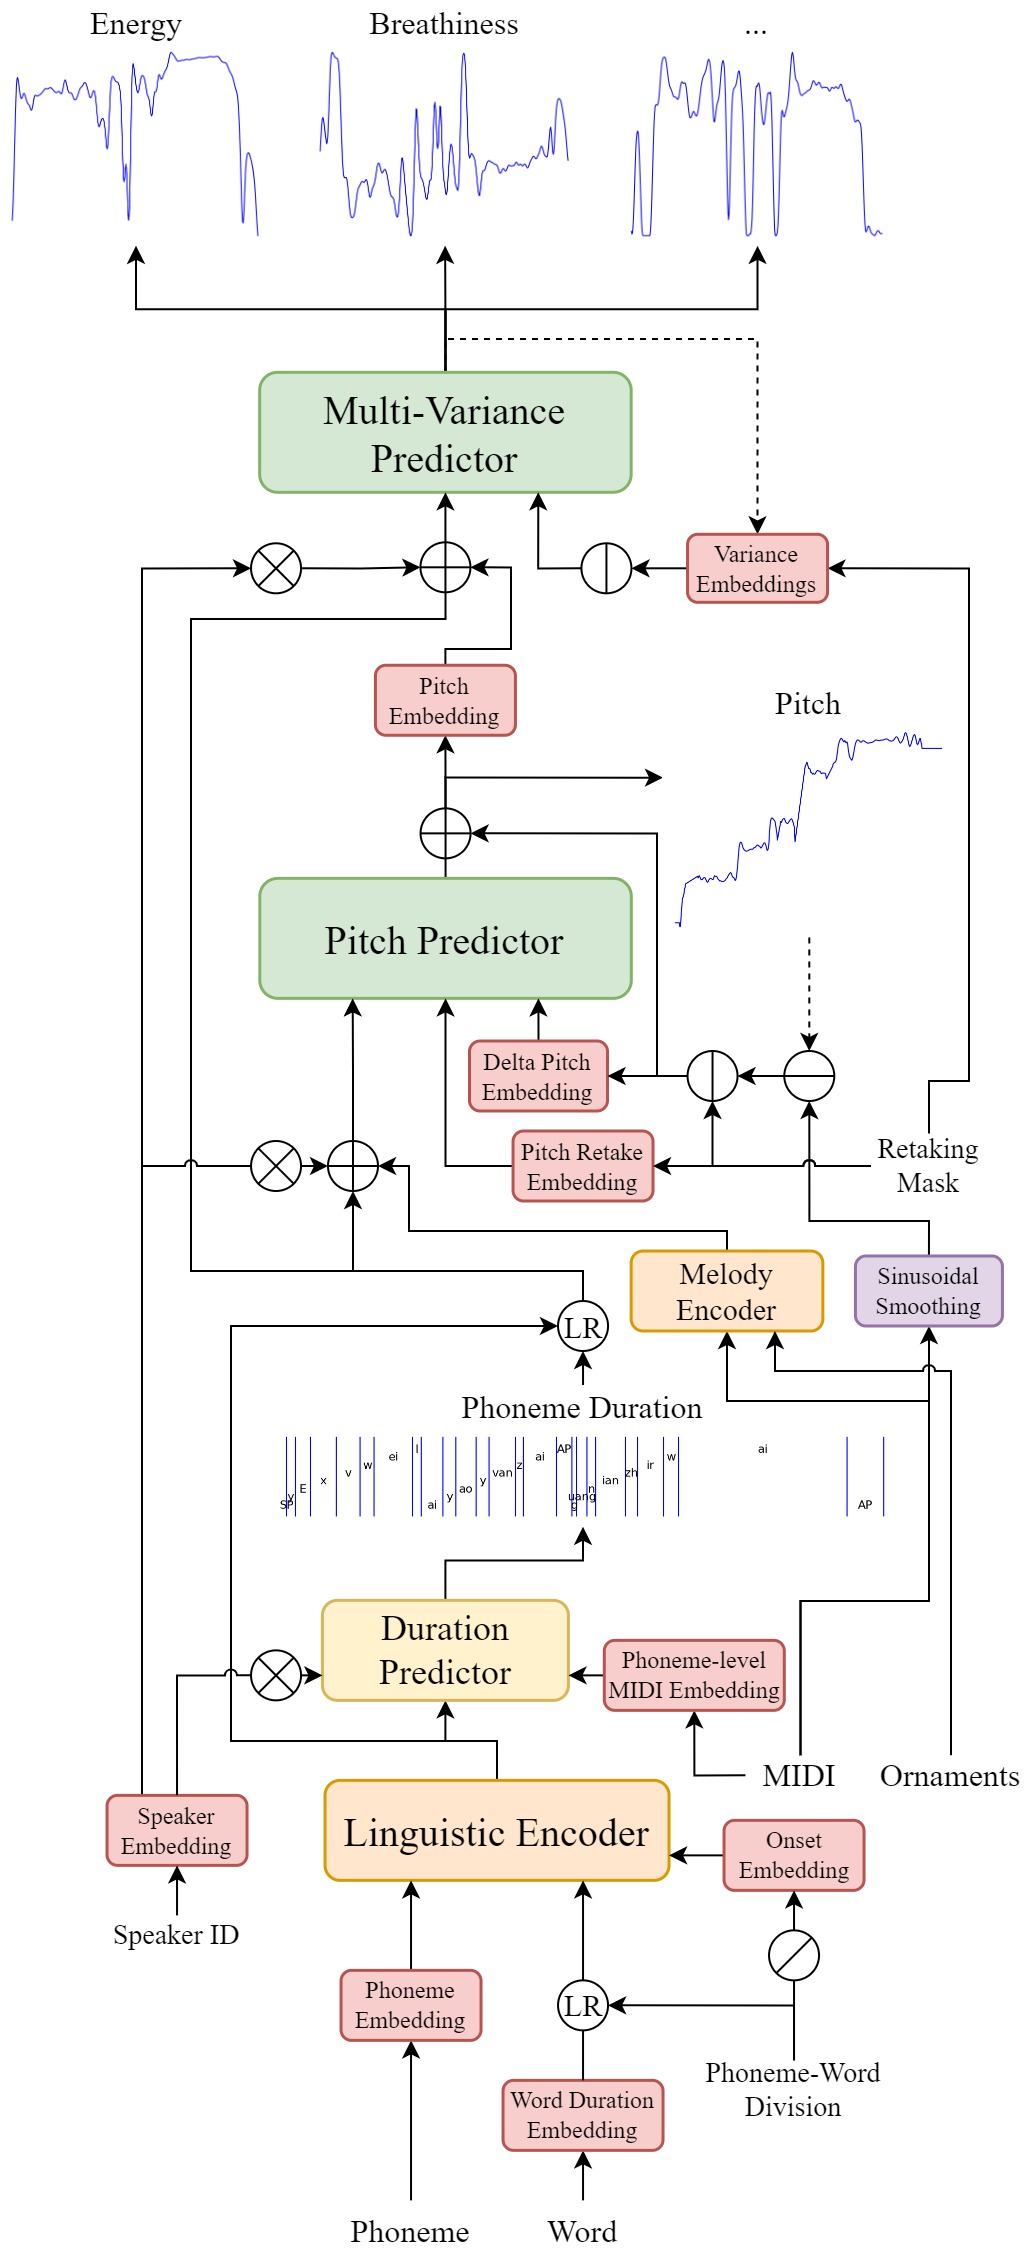 Energy
Breathiness
...
Multi-Variance
Predictor
Variance
Embeddings
Pitch
Embedding
Pitch
Pitch Predictor
Delta Pitch
Embedding
Pitch Retake
Embedding
Retaking
Mask
Melody
Encoder
Sinusoidal
Smoothing
LR
Phoneme Duration
SP y E x v w ei l ai y ao y van z ai AP g uang n ian zh ir w ai AP
Duration
Predictor
Phoneme-level
MIDI Embedding
MIDI
Ornaments
Speaker
Embedding
Linguistic Encoder
Onset
Embedding
Speaker ID
Phoneme
Embedding
LR
Phoneme-Word
Division
Word Duration
Embedding
Phoneme
Word